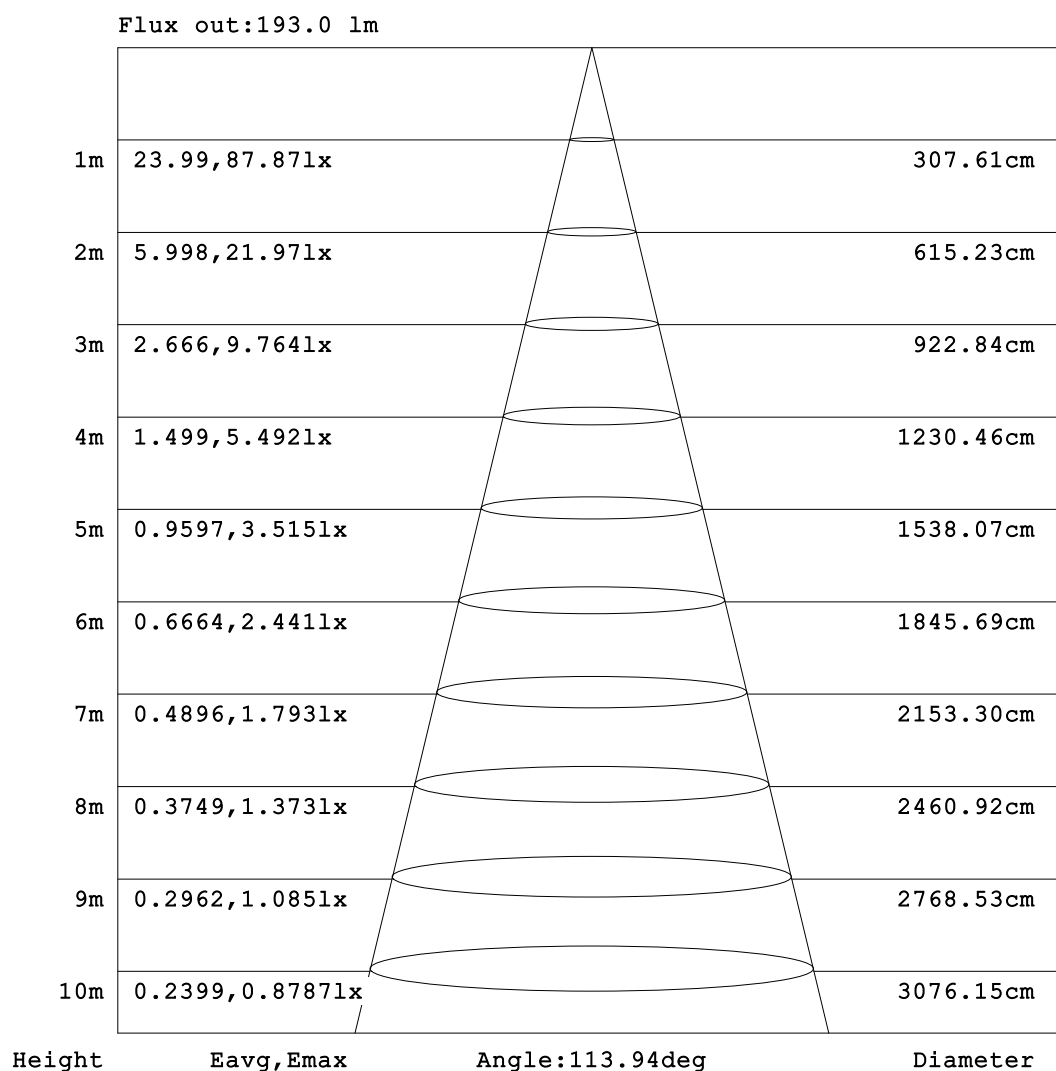 Flux out:193.0 lm
1m 23.99,87.87lx 307.61cm
2m 5.998,21.97lx 615.23cm
3m 2.666,9.764lx 922.84cm
4m 1.499,5.492lx 1230.46cm
5m 0.9597,3.515lx 1538.07cm
6m 0.6664,2.441lx 1845.69cm
7m 0.4896,1.793lx 2153.30cm
8m 0.3749,1.373lx 2460.92cm
9m 0.2962,1.085lx 2768.53cm
10m 0.2399,0.8787lx 3076.15cm
Height Eavg,Emax Angle:113.94deg Diameter